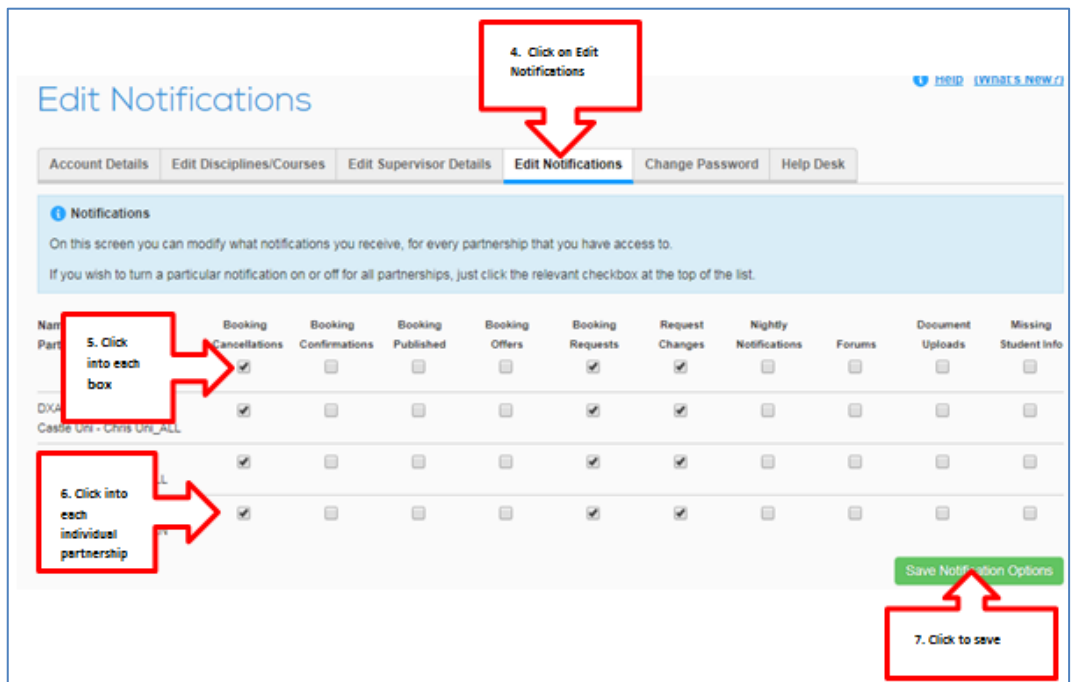 4. Click on Edit
Notifications
Help (What's New?)
Edit Notifications
Account Details Edit Disciplines/Courses Edit Supervisor Details Edit Notifications Change Password Help Desk
Notifications
On this screen you can modify what notifications you receive, for every partnership that you have access to.
If you wish to turn a particular notification on or off for all partnerships, just click the relevant checkbox at the top of the list.
Booking Booking Booking Booking Booking Request Nightly Document Missing
Cancellations Confirmations Published Offers Requests Changes Notifications Forums Uploads Student Info
5. Click
into each
box
DXA
Castle Uni - Chris Uni_ALL
6. Click into
each
individual
partnership
Save Notification Options
7. Click to save